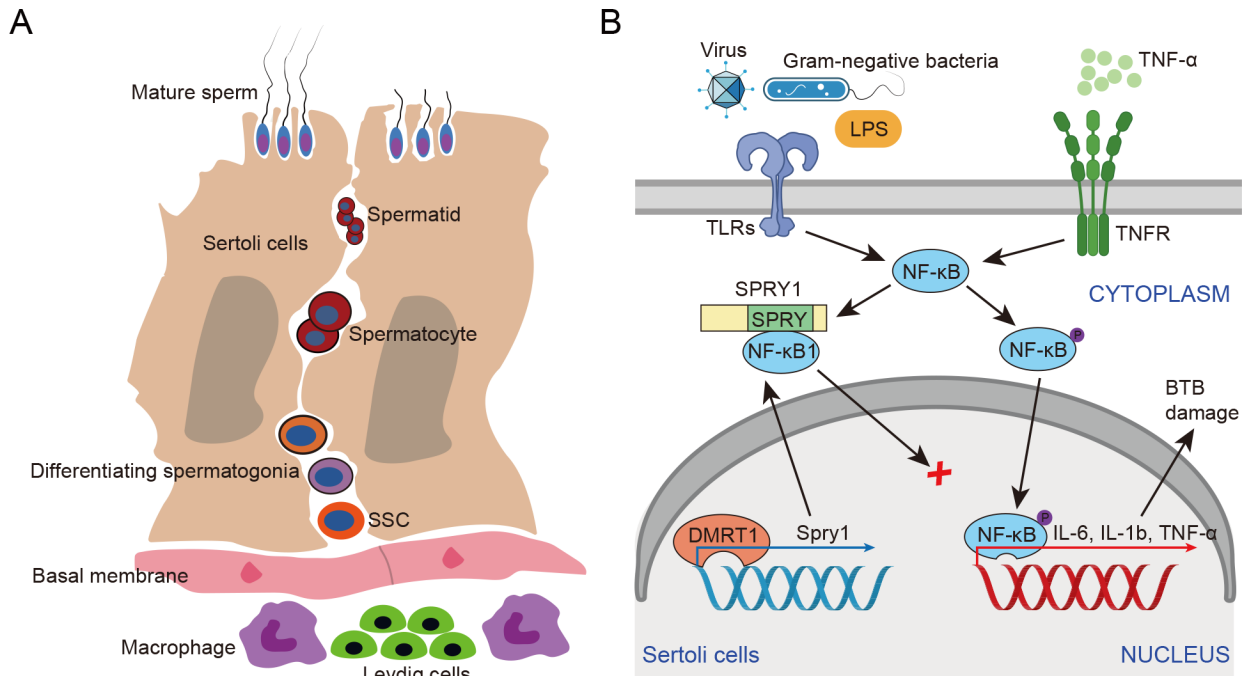 A
Mature sperm
Spermatid
Sertoli cells
Spermatocyte
Differentiating spermatogonia
SSC
Basal membrane
Macrophage
Leydig cells
B
Virus
Gram-negative bacteria
TNF-α
LPS
TLRs
TNFR
NF-κB
CYTOPLASM
SPRY1
SPRY
NF-κB1
NF-κB
P
BTB
damage
DMRT1
Spry1
NF-κB
P
IL-6, IL-1b, TNF-α
Sertoli cells
NUCLEUS